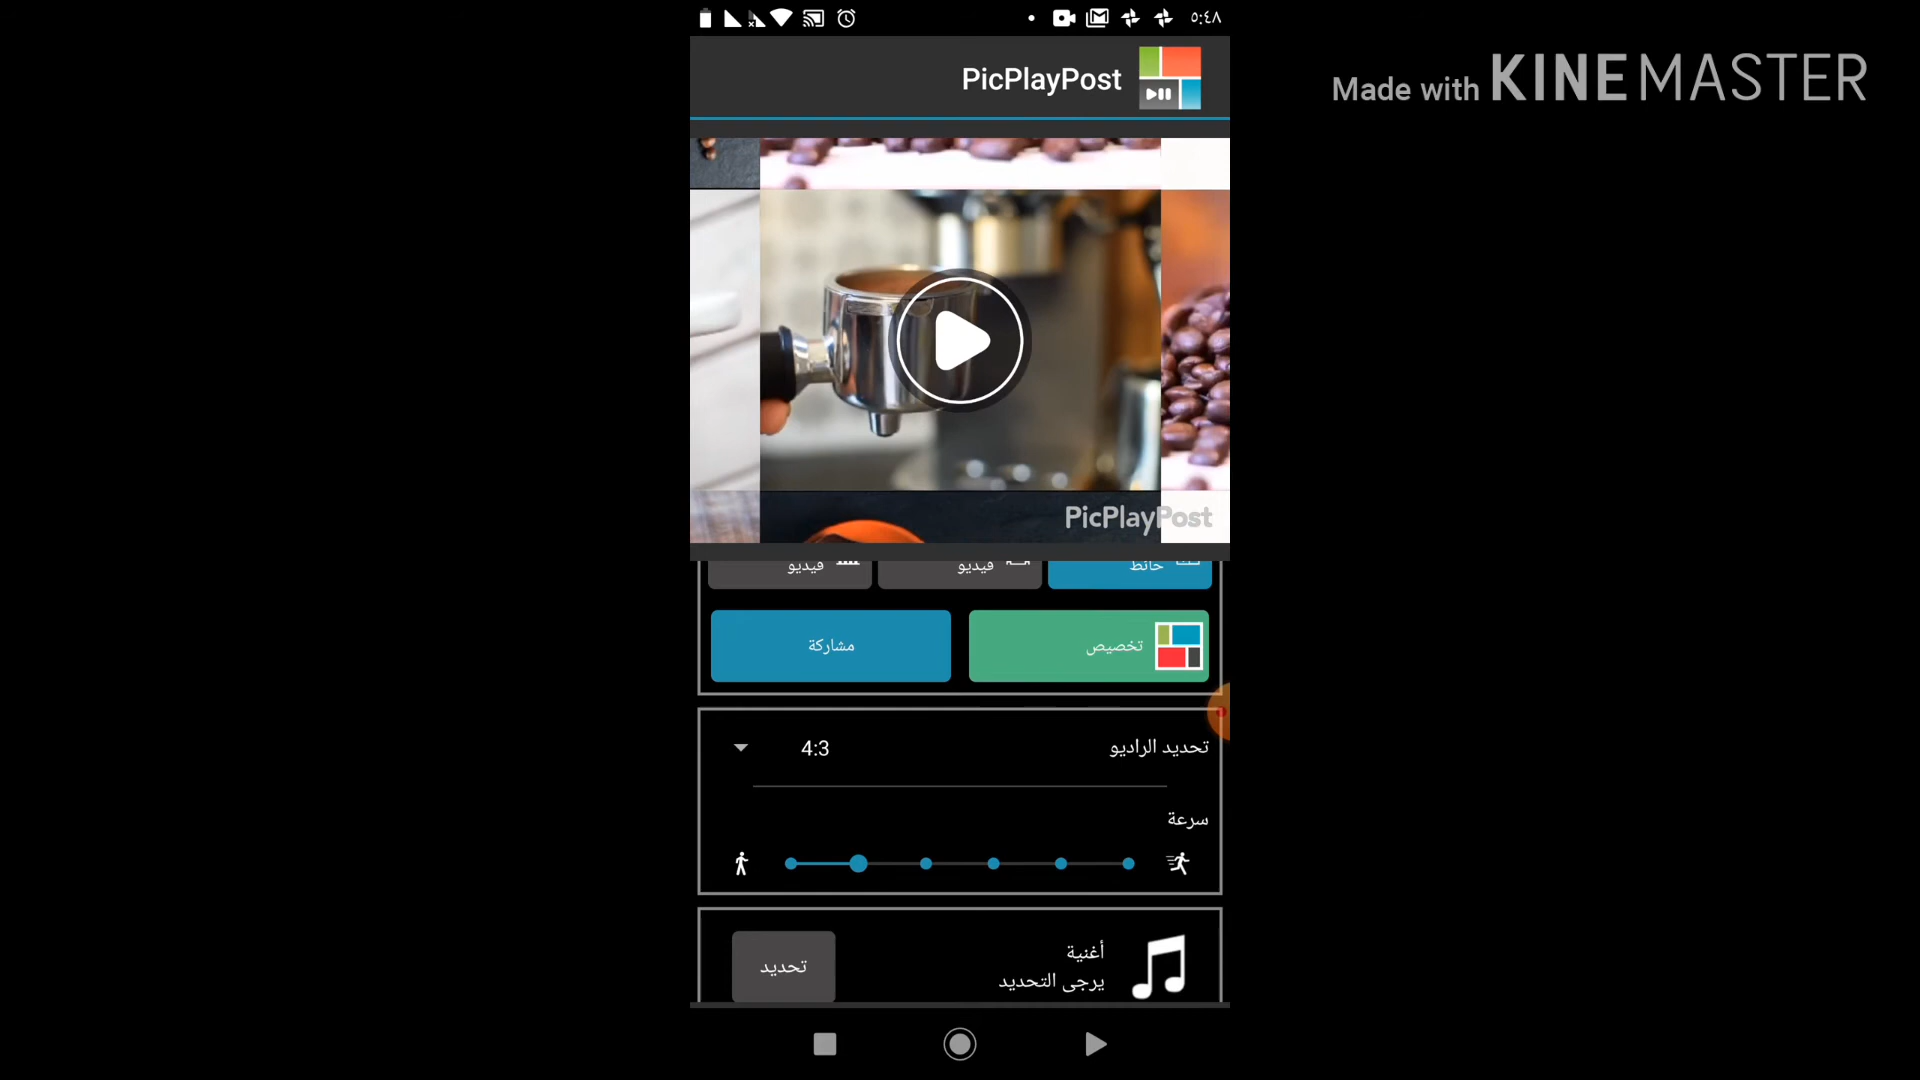 ٥:٤٨
PicPlayPost
Made with KINEMASTER
PicPlayPost
حائط
فيديو
فيديو
تخصيص
مشاركة
تحديد الراديو
4:3
سرعة
أغنية
يرجى التحديد
تحديد